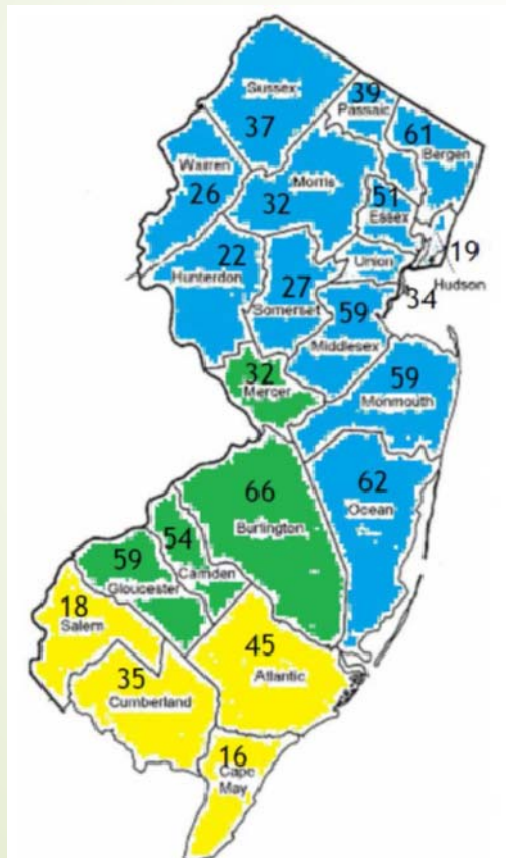 Sussex
37
39
Passaic
61
Bergen
Warren
26
Morris
32
51
Essex
22
Hunterdon
27
Somerset
Union
19
Hudson
34
59
Middlesex
32
Mercer
59
Monmouth
66
Burlington
62
Ocean
54
Camden
59
Gloucester
18
Salem
45
Atlantic
35
Cumberland
16
Cape
May